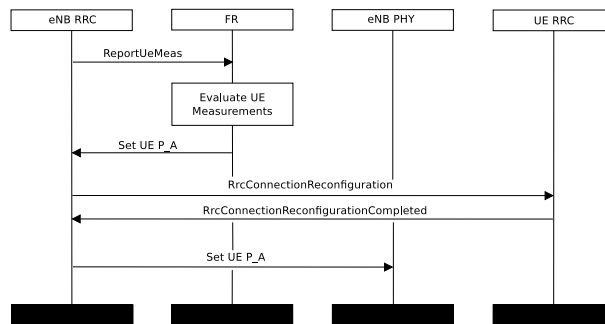 eNB RRC
FR
eNB PHY
UE RRC
ReportUeMeas
Evaluate UE
Measurements
Set UE P_A
RrcConnectionReconfiguration
RrcConnectionReconfigurationCompleted
Set UE P_A